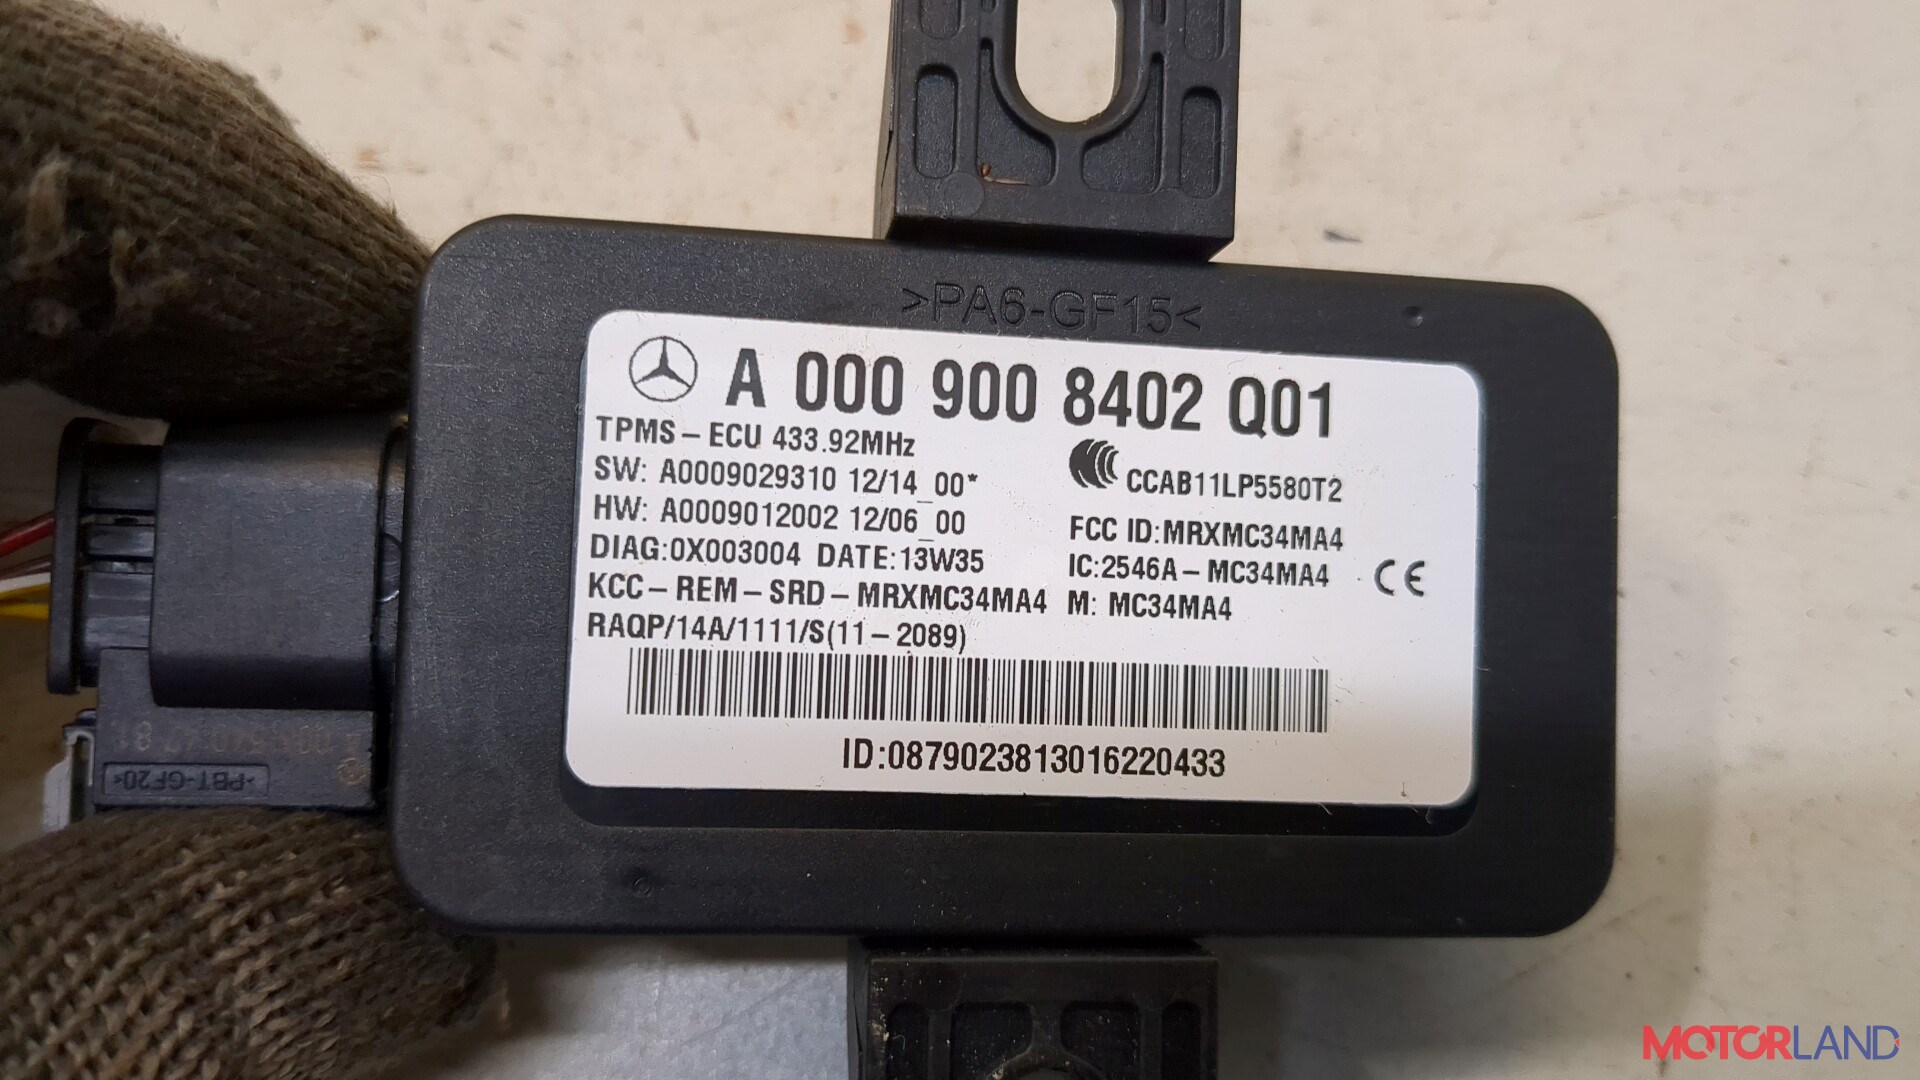 >PA6-GF15<
A 000 900 8402 Q01
TPMS-ECU 433.92MHz
SW: A0009029310 12/14_00*
CCAB11LP5580T2
HW: A0009012002 12/06_00
FCC ID:MRXMC34MA4
DIAG:0X003004 DATE:13W35
IC:2546A-MC34MA4
CE
KCC-REM-SRD-MRXMC34MA4
M: MC34MA4
RAQP/14A/1111/S(11-2089)
ID:0879023813016220433
>PBT-GF20<
MOTORLAND